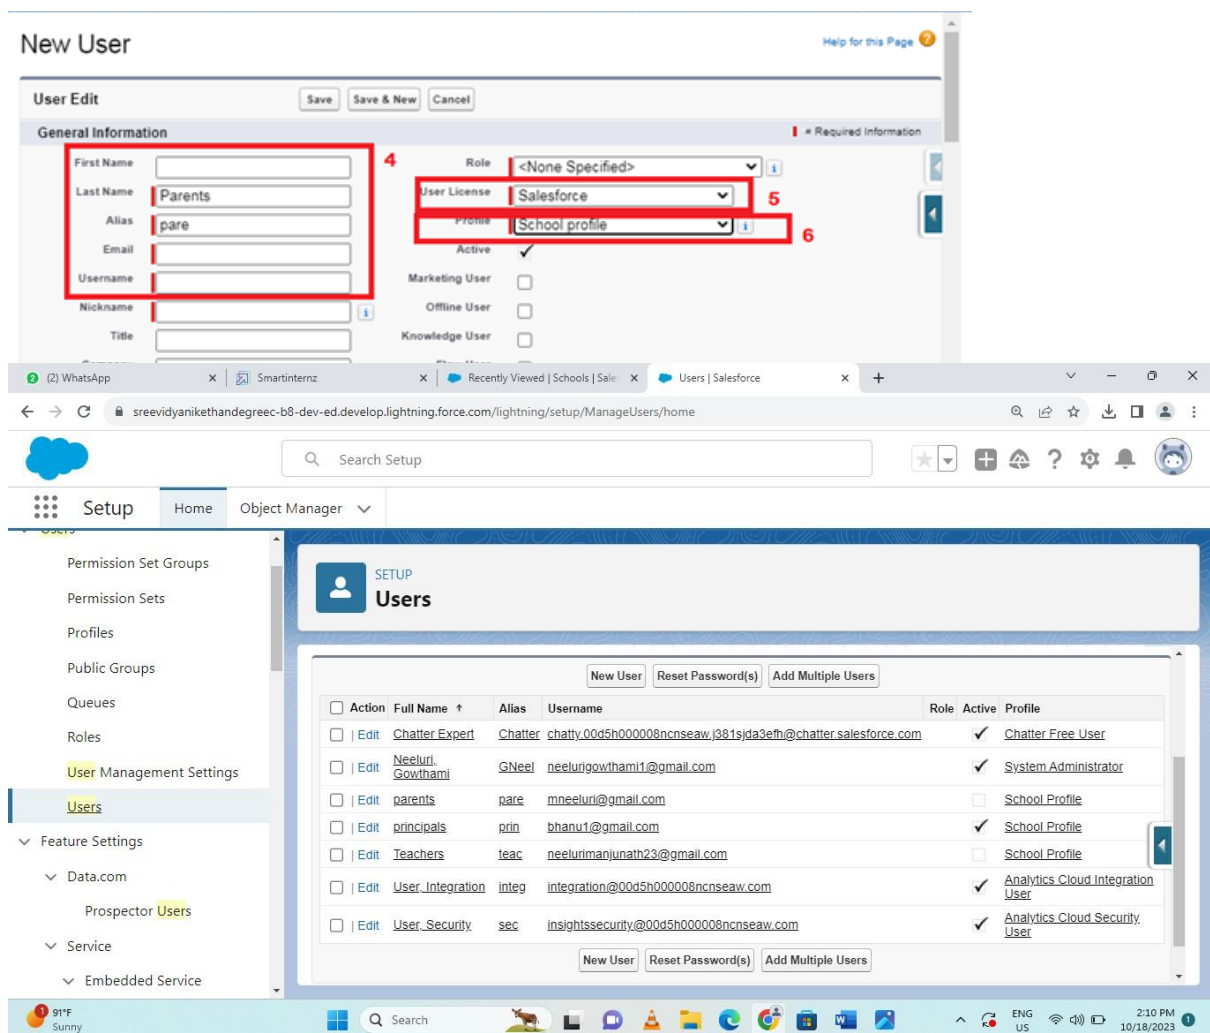 New User
Help for this Page
User Edit
Save
Save & New
Cancel
General Information
= Required Information
First Name
4
Role
<None Specified>
Last Name
Parents
User License
Salesforce
5
Alias
pare
Profile
School profile
6
Email
Active
Username
Marketing User
Nickname
Offline User
Title
Knowledge User
2
(2) WhatsApp
Smartinternz
Recently Viewed | Schools | Sale
Users | Salesforce
sreevidyanikethandegreec-b8-dev-ed.develop.lightning.force.com/lightning/setup/ManageUsers/home
Search Setup
Setup
Home
Object Manager
Users
Permission Set Groups
Permission Sets
Profiles
Public Groups
Queues
Roles
User Management Settings
Users
Feature Settings
Data.com
Prospector Users
Service
Embedded Service
SETUP
Users
New User
Reset Password(s)
Add Multiple Users
Action Full Name ↑ Alias Username Role Active Profile
| Edit Chatter Expert Chatter chatty.00d5h000008ncnseaw.j381sjda3efh@chatter.salesforce.com Chatter Free User
| Edit Neeluri, Gowthami GNeel neelurigowthami1@gmail.com System Administrator
| Edit parents pare mneeluri@gmail.com School Profile
| Edit principals prin bhanu1@gmail.com School Profile
| Edit Teachers teac neelurimanjunath23@gmail.com School Profile
| Edit User, Integration integ integration@00d5h000008ncnseaw.com Analytics Cloud Integration User
| Edit User, Security sec insightssecurity@00d5h000008ncnseaw.com Analytics Cloud Security User
New User
Reset Password(s)
Add Multiple Users
1
91°F
Sunny
Search
ENG
US
2:10 PM
10/18/2023
1